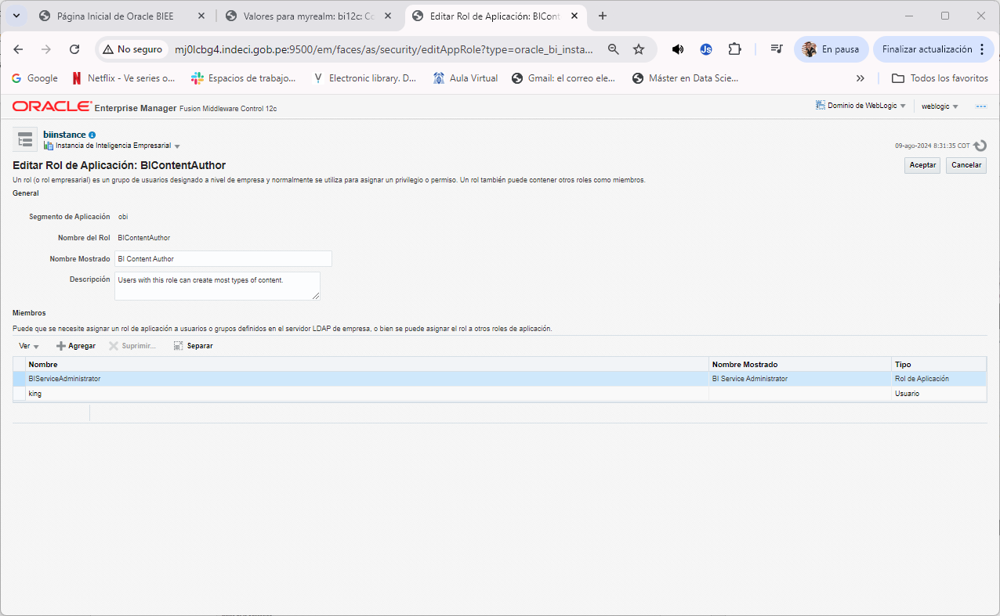 Página Inicial de Oracle BIEE
Valores para myrealm: bi12c: Co
Editar Rol de Aplicación: BICont
No seguro
mj0lcbg4.indeci.gob.pe:9500/em/faces/as/security/editAppRole?type=oracle_bi_insta...
JS
En pausa
Finalizar actualización
Google
Netflix - Ve series o...
Espacios de trabajo...
Electronic library. D...
Aula Virtual
Gmail: el correo ele...
Máster en Data Scie...
Todos los favoritos
ORACLE Enterprise Manager Fusion Middleware Control 12c
Dominio de WebLogic
weblogic
biinstance
Instancia de Inteligencia Empresarial
09-ago-2024 8:31:35 COT
Editar Rol de Aplicación: BIContentAuthor
Aceptar
Cancelar
Un rol (o rol empresarial) es un grupo de usuarios designado a nivel de empresa y normalmente se utiliza para asignar un privilegio o permiso. Un rol también puede contener otros roles como miembros.
General
Segmento de Aplicación obi
Nombre del Rol BIContentAuthor
Nombre Mostrado BI Content Author
Descripción Users with this role can create most types of content.
Miembros
Puede que se necesite asignar un rol de aplicación a usuarios o grupos definidos en el servidor LDAP de empresa, o bien se puede asignar el rol a otros roles de aplicación.
Ver Agregar Suprimir... Separar
Nombre Nombre Mostrado Tipo
BIServiceAdministrator BI Service Administrator Rol de Aplicación
king Usuario